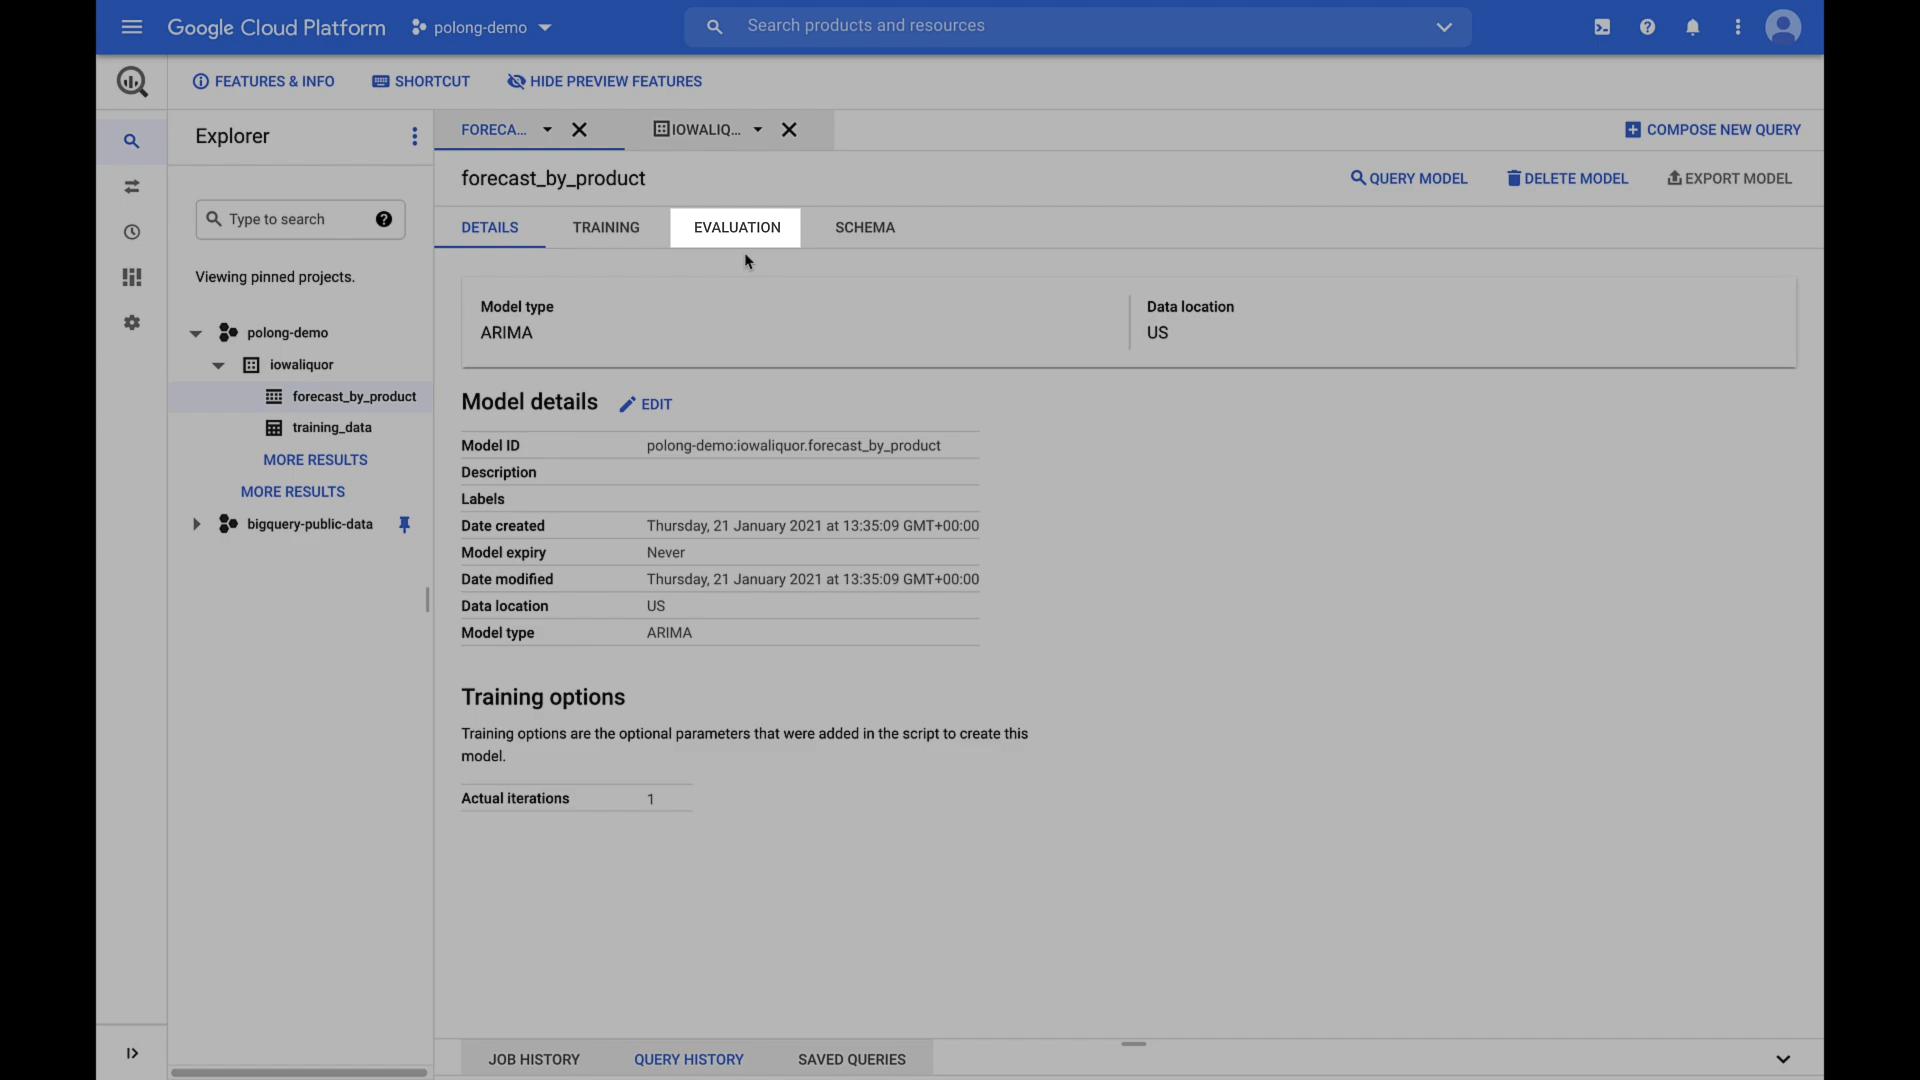 Google Cloud Platform
polong-demo
Search products and resources
FEATURES & INFO
SHORTCUT
HIDE PREVIEW FEATURES
Explorer
FORECA...
IOWALIQ...
COMPOSE NEW QUERY
forecast_by_product
QUERY MODEL
DELETE MODEL
EXPORT MODEL
Type to search
DETAILS
TRAINING
EVALUATION
SCHEMA
Viewing pinned projects.
polong-demo
iowaliquor
forecast_by_product
training_data
MORE RESULTS
MORE RESULTS
bigquery-public-data
Model type
ARIMA
Data location
US
Model details
EDIT
Model ID polong-demo:iowaliquor.forecast_by_product
Description
Labels
Date created Thursday, 21 January 2021 at 13:35:09 GMT+00:00
Model expiry Never
Date modified Thursday, 21 January 2021 at 13:35:09 GMT+00:00
Data location US
Model type ARIMA
Training options
Training options are the optional parameters that were added in the script to create this
model.
Actual iterations 1
JOB HISTORY
QUERY HISTORY
SAVED QUERIES